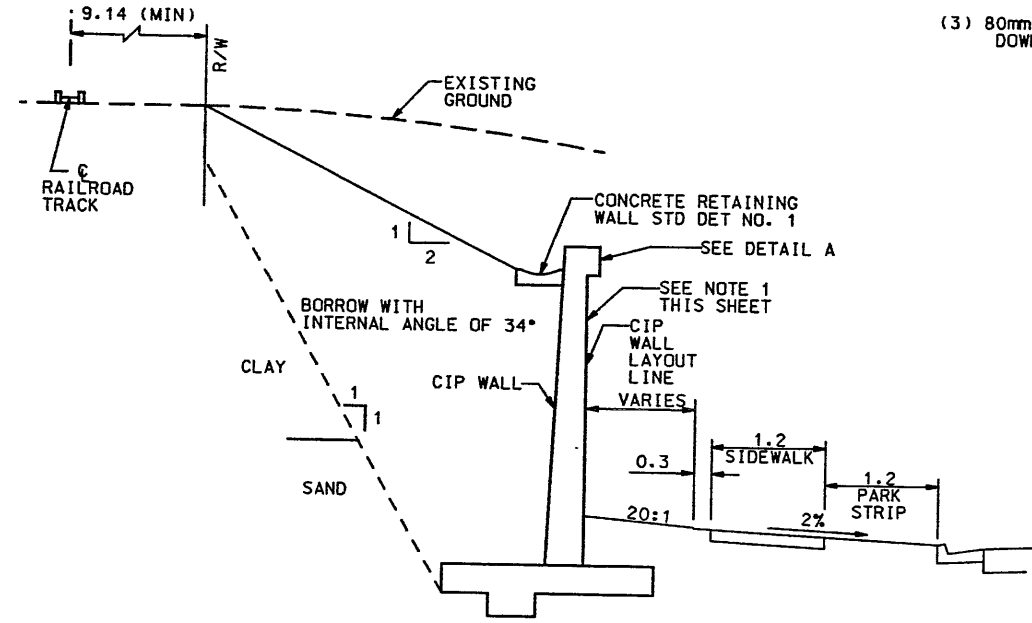 9.14 (MIN)
R/W
(3) 80mm
EXISTING
GROUND
℄
RAILROAD
TRACK
CONCRETE RETAINING
WALL STD DET NO. 1
1
2
SEE DETAIL A
SEE NOTE 1
THIS SHEET
BORROW WITH
INTERNAL ANGLE OF 34°
CIP
WALL
LAYOUT
LINE
CLAY
CIP WALL
VARIES
1
1
1.2
SIDEWALK
0.3
1.2
PARK
STRIP
SAND
20:1
2%